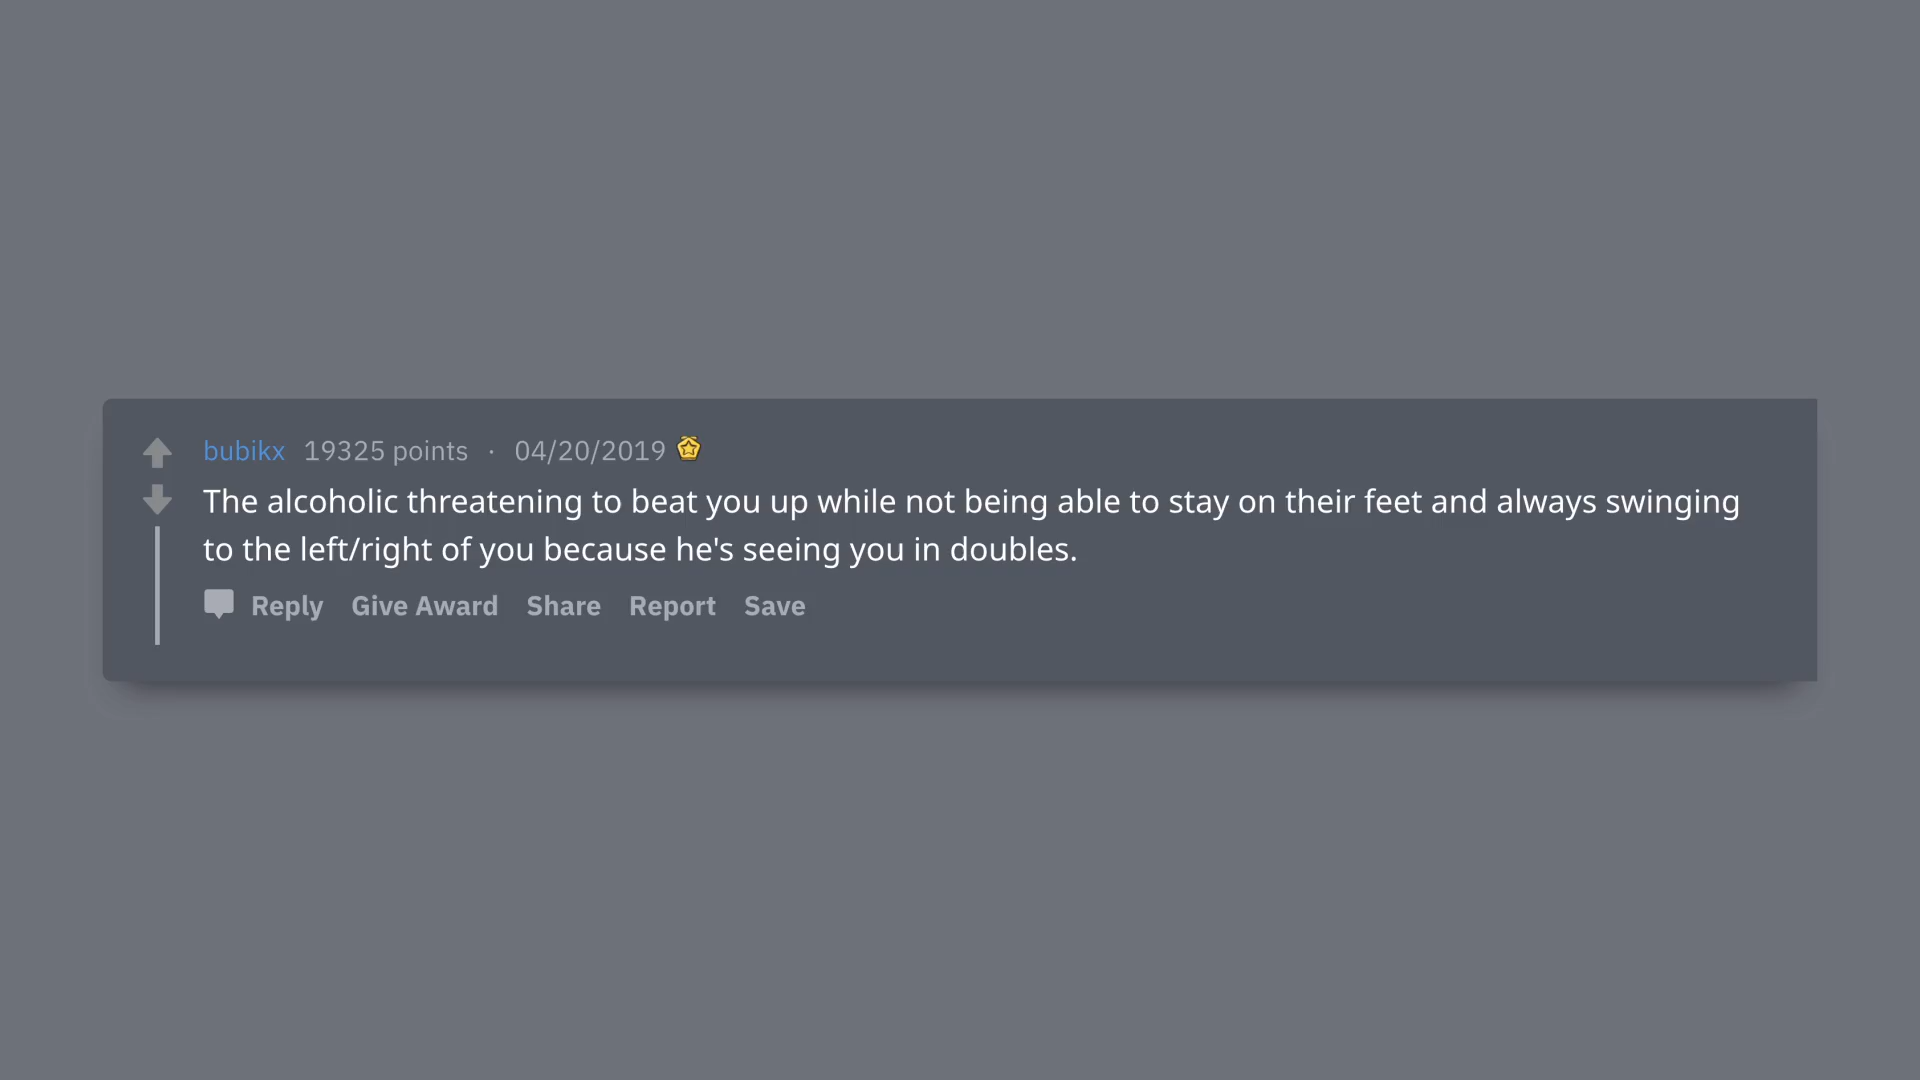 bubikx 19325 points · 04/20/2019
The alcoholic threatening to beat you up while not being able to stay on their feet and always swinging
to the left/right of you because he's seeing you in doubles.
Reply Give Award Share Report Save